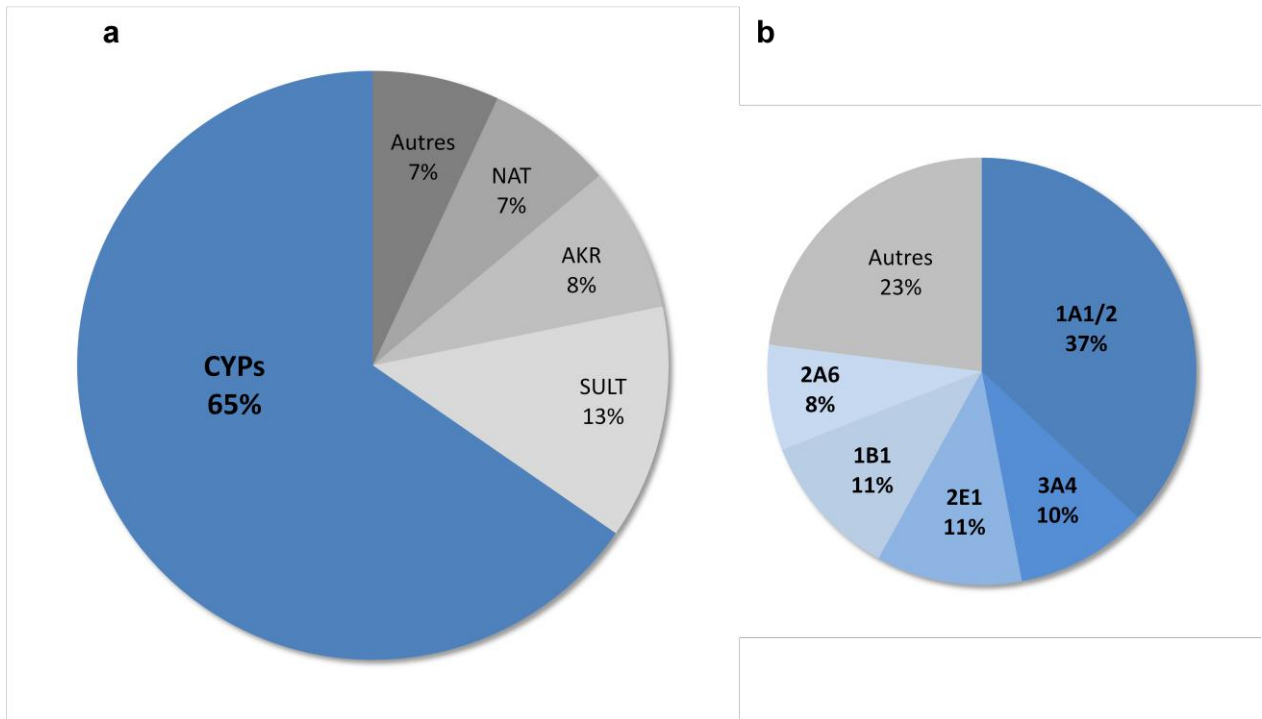 a
Autres
7%
NAT
7%
AKR
8%
SULT
13%
CYPs
65%
b
1A1/2
37%
3A4
10%
2E1
11%
1B1
11%
2A6
8%
Autres
23%